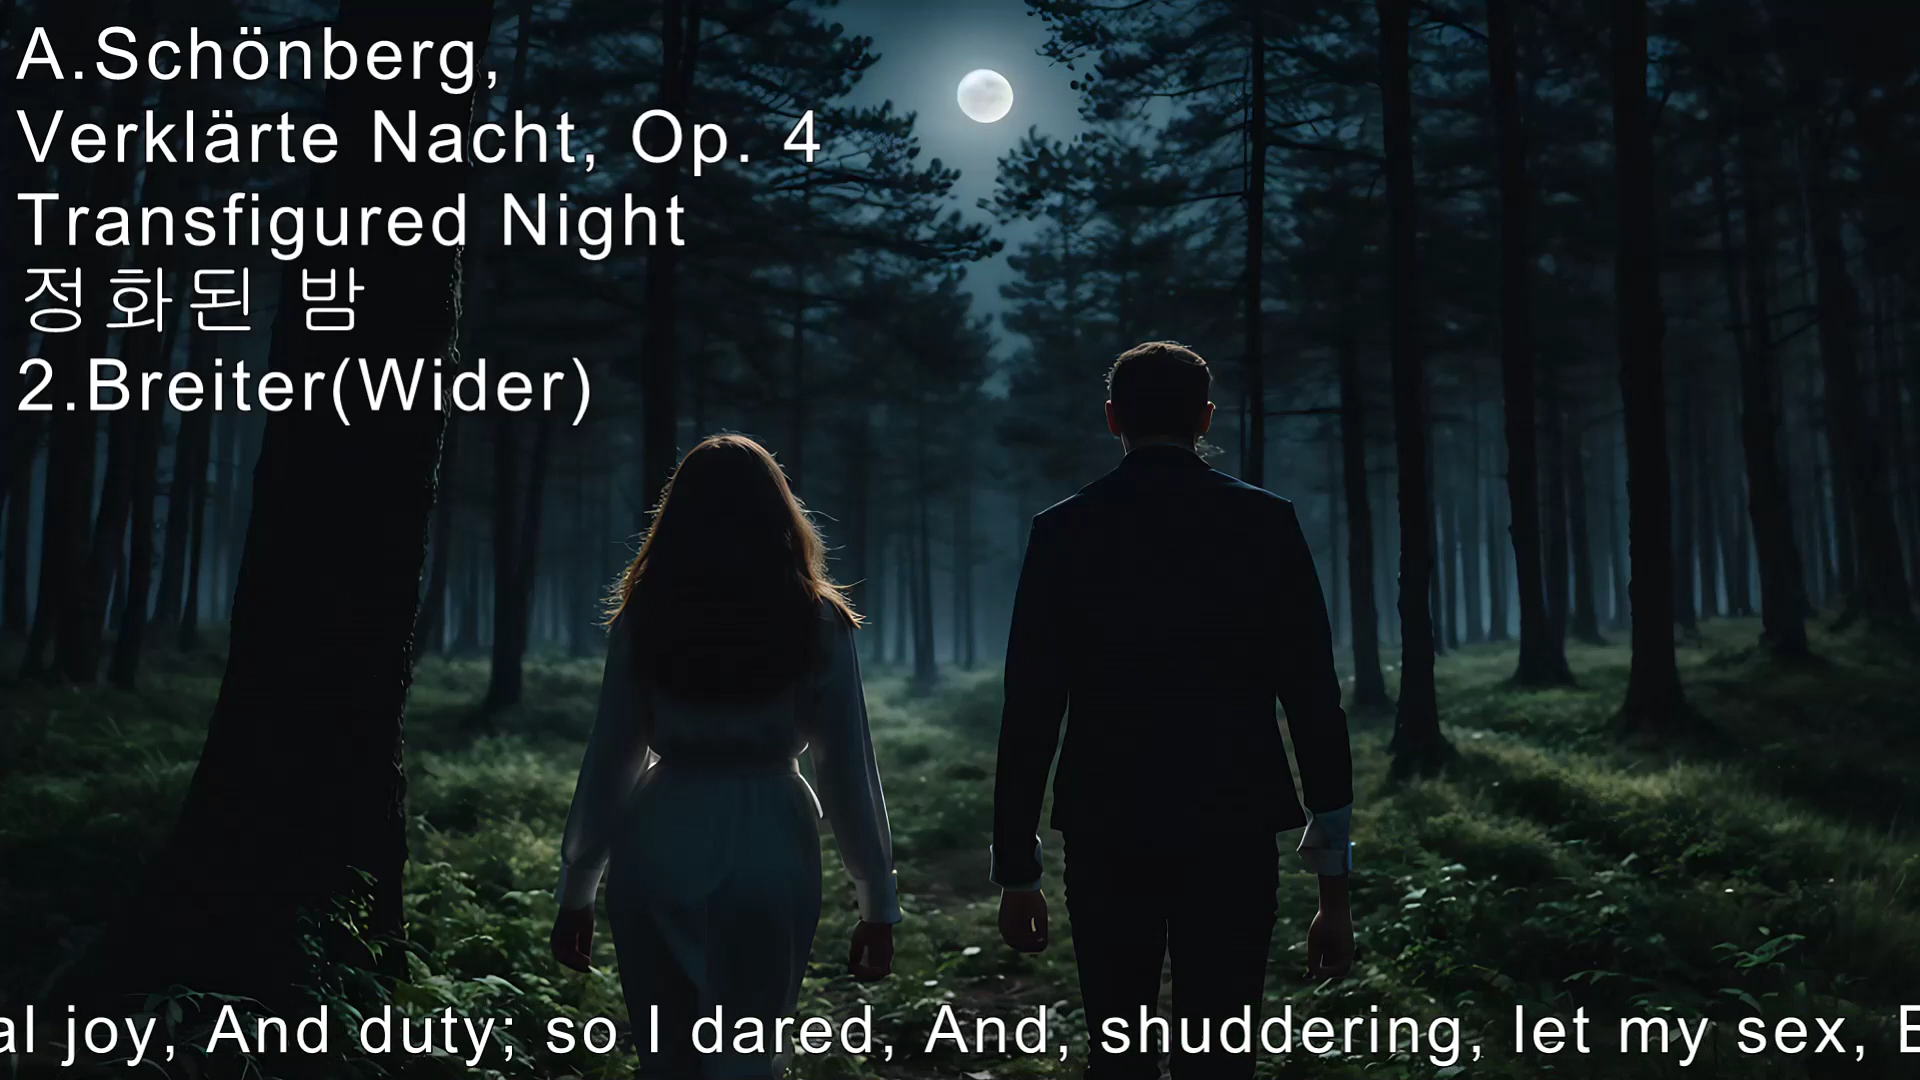 A.Schönberg,
Verklärte Nacht, Op. 4
Transfigured Night
정화된 밤
2.Breiter(Wider)
joy, And duty; so I dared, And, shuddering, let my sex,